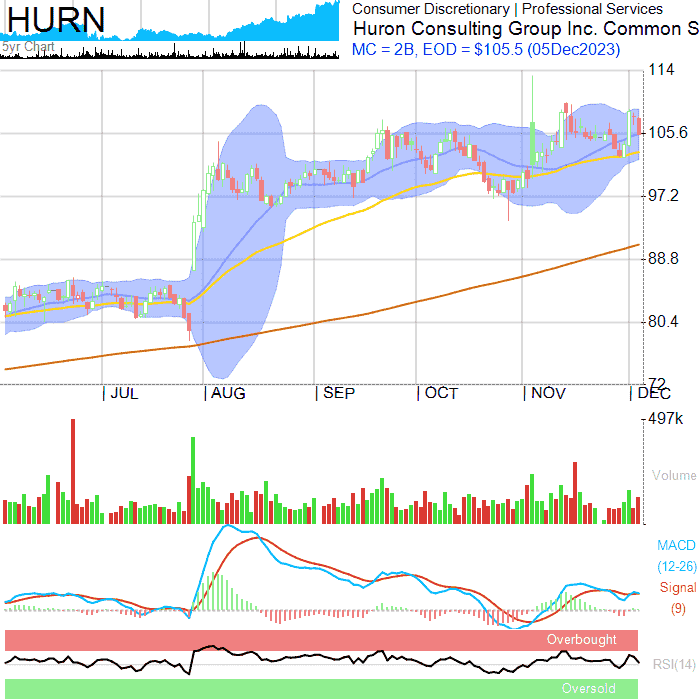 HURN
5yr Chart
Consumer Discretionary | Professional Services
Huron Consulting Group Inc. Common S
MC = 2B, EOD = $105.5 (05Dec2023)
114
105.6
97.2
88.8
80.4
72
JUL AUG SEP OCT NOV DEC
497k
Volume
MACD
(12-26)
Signal
(9)
Overbought
RSI(14)
Oversold